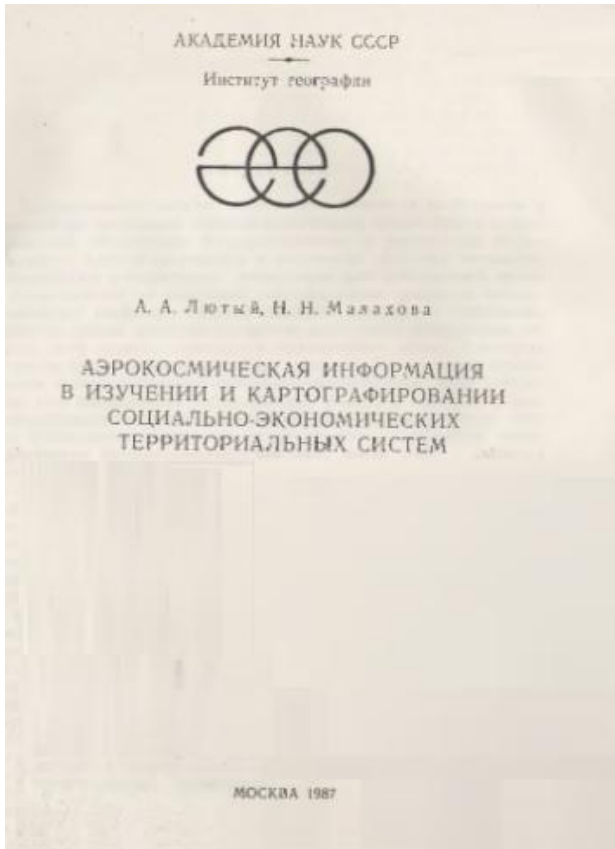 АКАДЕМИЯ НАУК СССР
Институт географии
А. А. Лютый, Н. Н. Малахова
АЭРОКОСМИЧЕСКАЯ ИНФОРМАЦИЯ
В ИЗУЧЕНИИ И КАРТОГРАФИРОВАНИИ
СОЦИАЛЬНО-ЭКОНОМИЧЕСКИХ
ТЕРРИТОРИАЛЬНЫХ СИСТЕМ
МОСКВА 1987